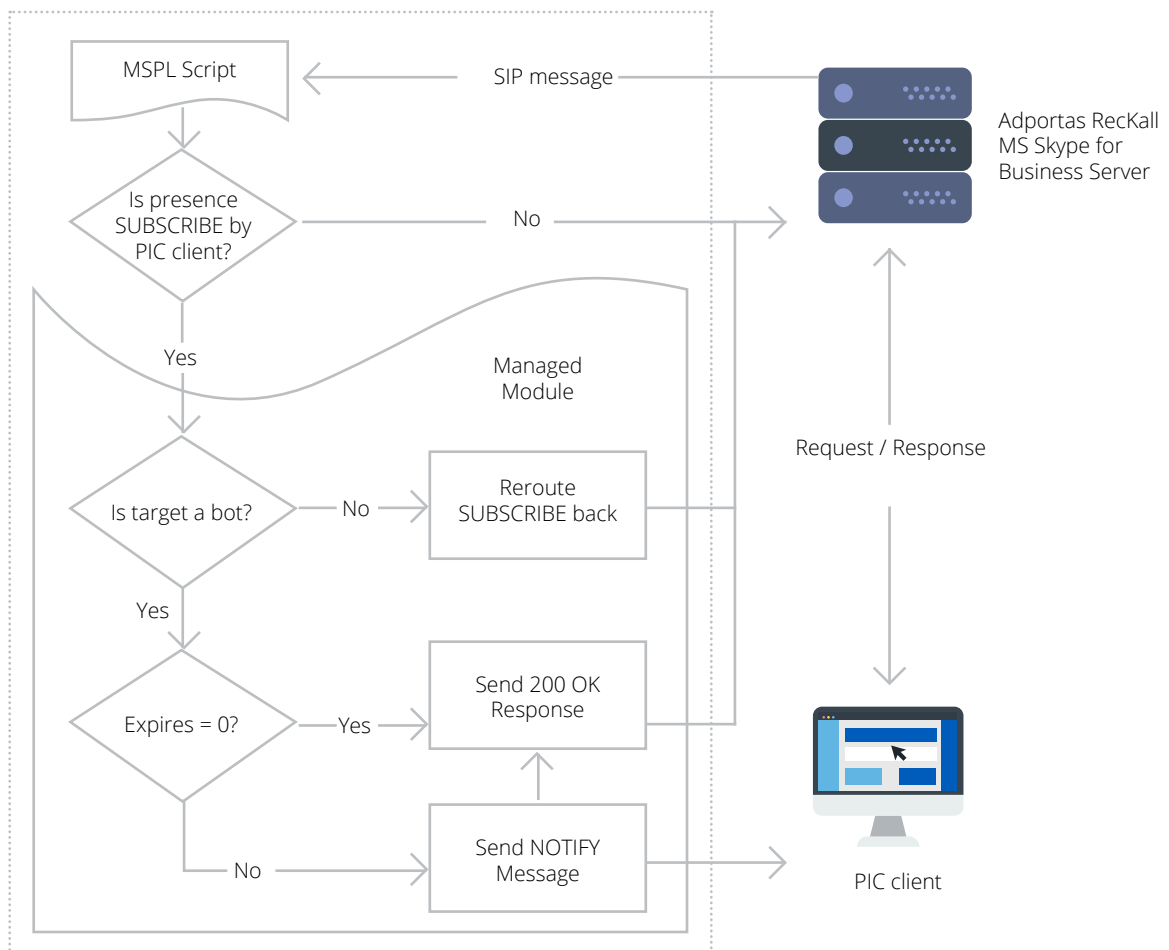 MSPL Script
SIP message
Adportas RecKall
MS Skype for
Business Server
Is presence
SUBSCRIBE by
PIC client?
No
Yes
Managed
Module
Request / Response
Is target a bot?
No
Reroute
SUBSCRIBE back
Yes
Expires = 0?
Yes
Send 200 OK
Response
No
Send NOTIFY
Message
PIC client